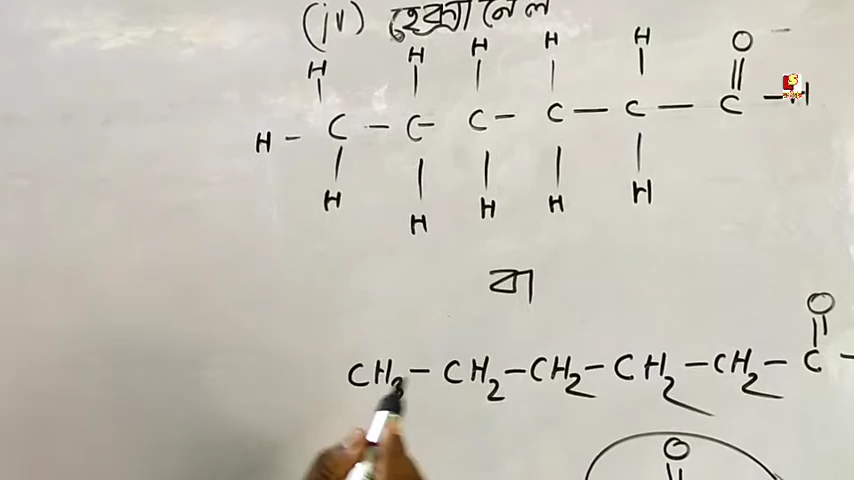 (iv) হেক্সানেল
H H H H H O
H - C - C - C - C - C - C - H
H H H H H
বা
O
CH3 - CH2 - CH2 - CH2 - CH2 - C -
O